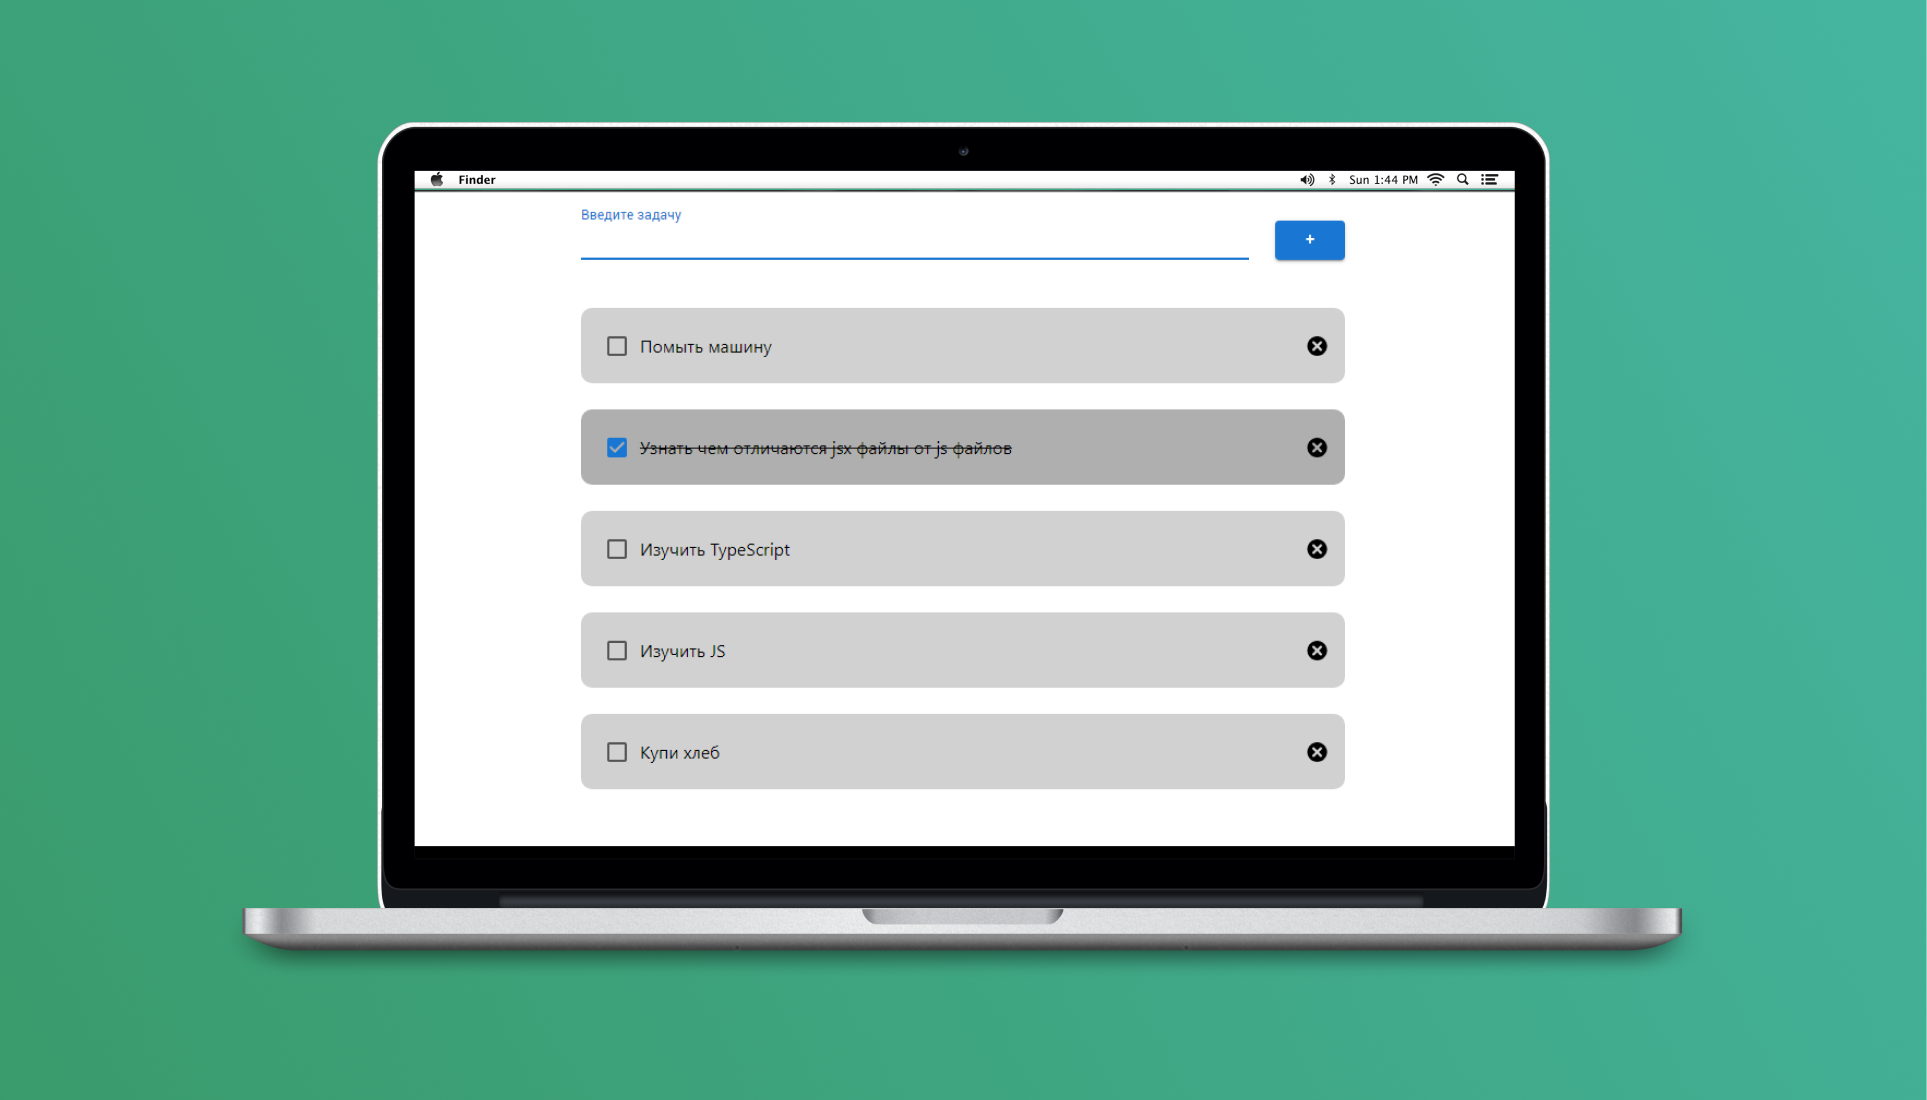 Finder
Sun 1:44 PM
Введите задачу
+
Помыть машину
Узнать чем отличаются jsx файлы от js файлов
Изучить TypeScript
Изучить JS
Купи хлеб